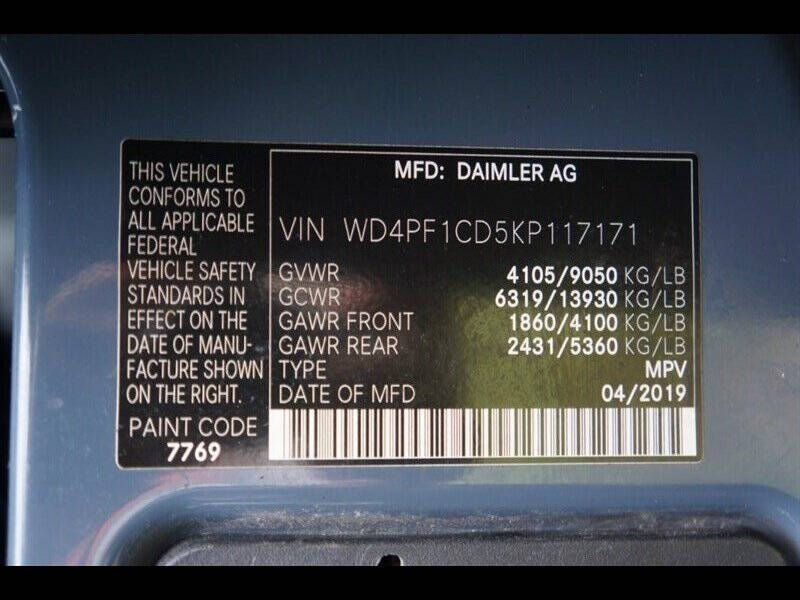 THIS VEHICLE
CONFORMS TO
ALL APPLICABLE
FEDERAL
VEHICLE SAFETY
STANDARDS IN
EFFECT ON THE
DATE OF MANU-
FACTURE SHOWN
ON THE RIGHT.
PAINT CODE
7769
MFD: DAIMLER AG
VIN WD4PF1CD5KP117171
GVWR 4105/9050 KG/LB
GCWR 6319/13930 KG/LB
GAWR FRONT 1860/4100 KG/LB
GAWR REAR 2431/5360 KG/LB
TYPE MPV
DATE OF MFD 04/2019